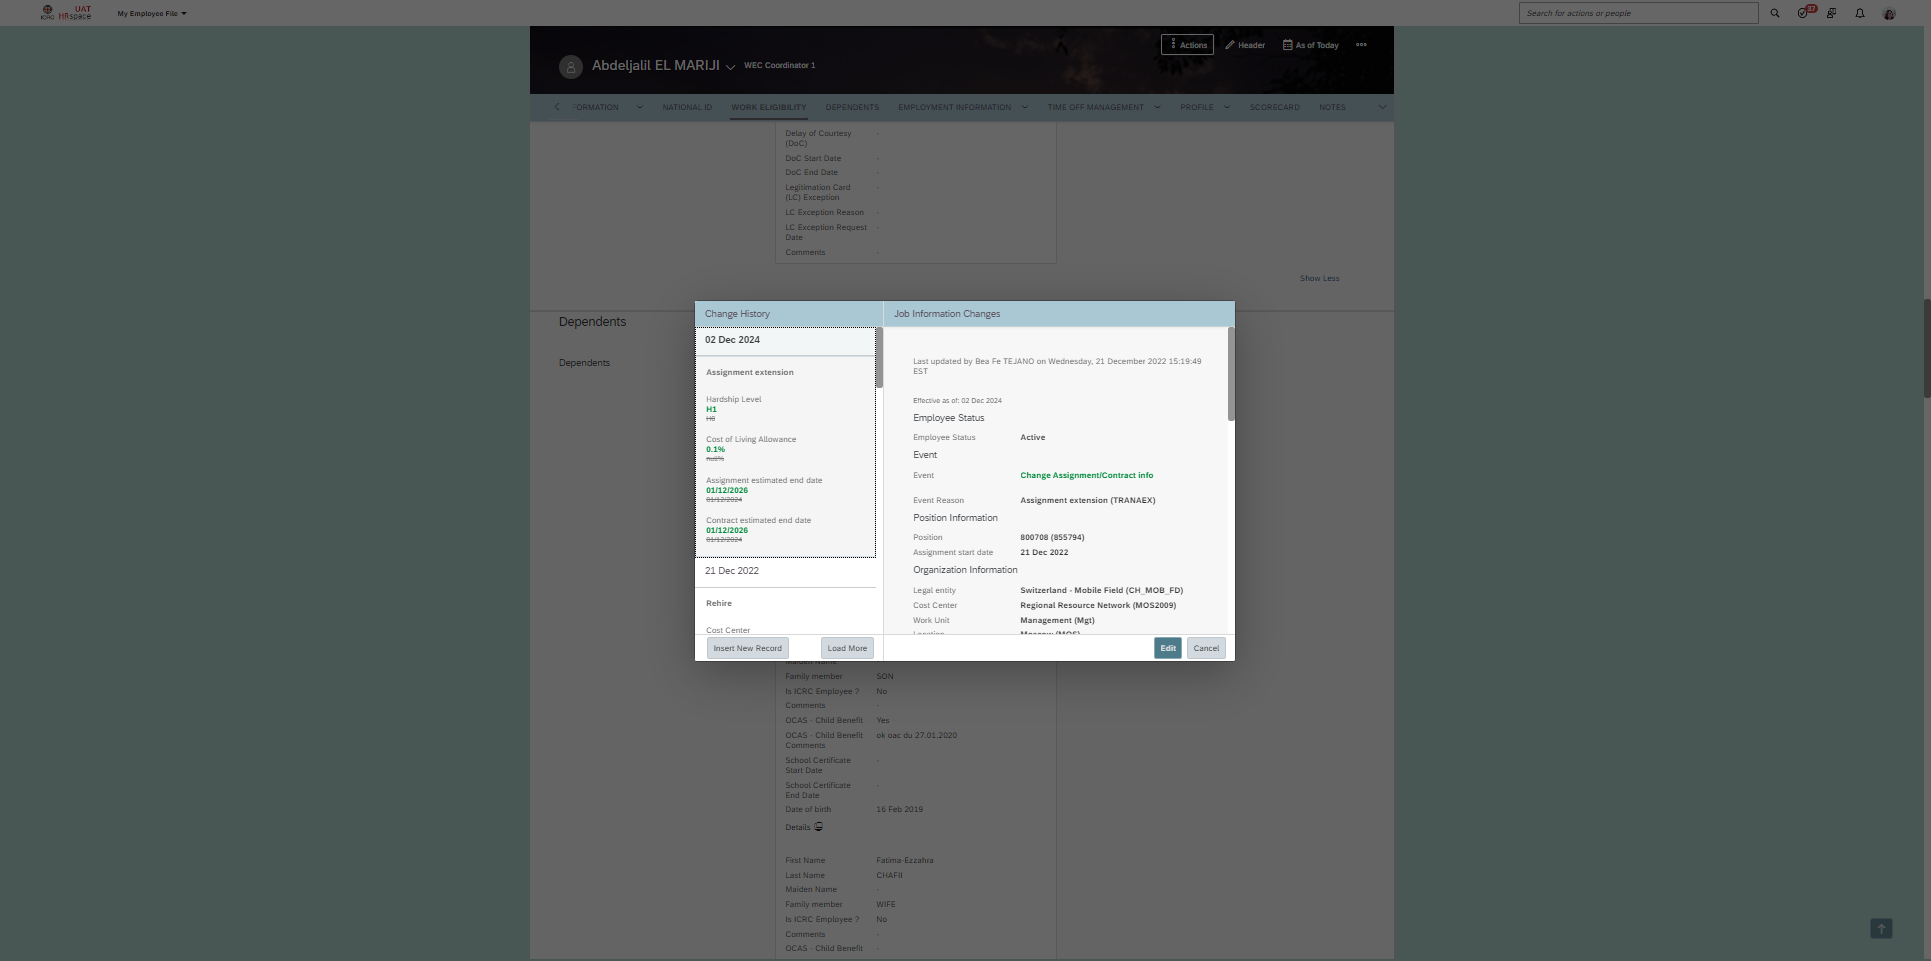 ICRC
UAT
HRspace
My Employee File
Search for actions or people
37
Actions
Header
As of Today
Abdeljalil EL MARIJI
WEC Coordinator 1
FORMATION
NATIONAL ID
WORK ELIGIBILITY
DEPENDENTS
EMPLOYMENT INFORMATION
TIME OFF MANAGEMENT
PROFILE
SCORECARD
NOTES
Delay of Courtesy
(DoC)
-
DoC Start Date -
DoC End Date -
Legitimation Card
(LC) Exception
-
LC Exception Reason -
LC Exception Request
Date
-
Comments -
Show Less
Dependents
Dependents
Change History
02 Dec 2024
Assignment extension
Hardship Level
H1
H0
Cost of Living Allowance
0.1%
null%
Assignment estimated end date
01/12/2026
01/12/2024
Contract estimated end date
01/12/2026
01/12/2024
21 Dec 2022
Rehire
Cost Center
Insert New Record
Load More
Job Information Changes
Last updated by Bea Fe TEJANO on Wednesday, 21 December 2022 15:19:49
EST
Effective as of: 02 Dec 2024
Employee Status
Employee Status Active
Event
Event Change Assignment/Contract info
Event Reason Assignment extension (TRANAEX)
Position Information
Position 800708 (855794)
Assignment start date 21 Dec 2022
Organization Information
Legal entity Switzerland - Mobile Field (CH_MOB_FD)
Cost Center Regional Resource Network (MOS2009)
Work Unit Management (Mgt)
Location Moscow (MOS)
Edit
Cancel
Maiden Name
Family member SON
Is ICRC Employee ? No
Comments -
OCAS - Child Benefit Yes
OCAS - Child Benefit ok oac du 27.01.2020
Comments
School Certificate -
Start Date
School Certificate -
End Date
Date of birth 16 Feb 2019
Details
First Name Fatima-Ezzahra
Last Name CHAFII
Maiden Name -
Family member WIFE
Is ICRC Employee ? No
Comments -
OCAS - Child Benefit -